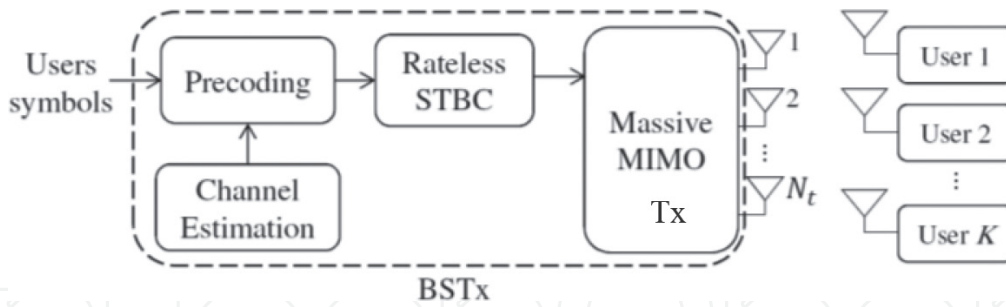 Users
symbols
Precoding
Rateless
STBC
Channel
Estimation
Massive
MIMO
Tx
1
2
⋮
N_t
User 1
User 2
⋮
User K
BSTx